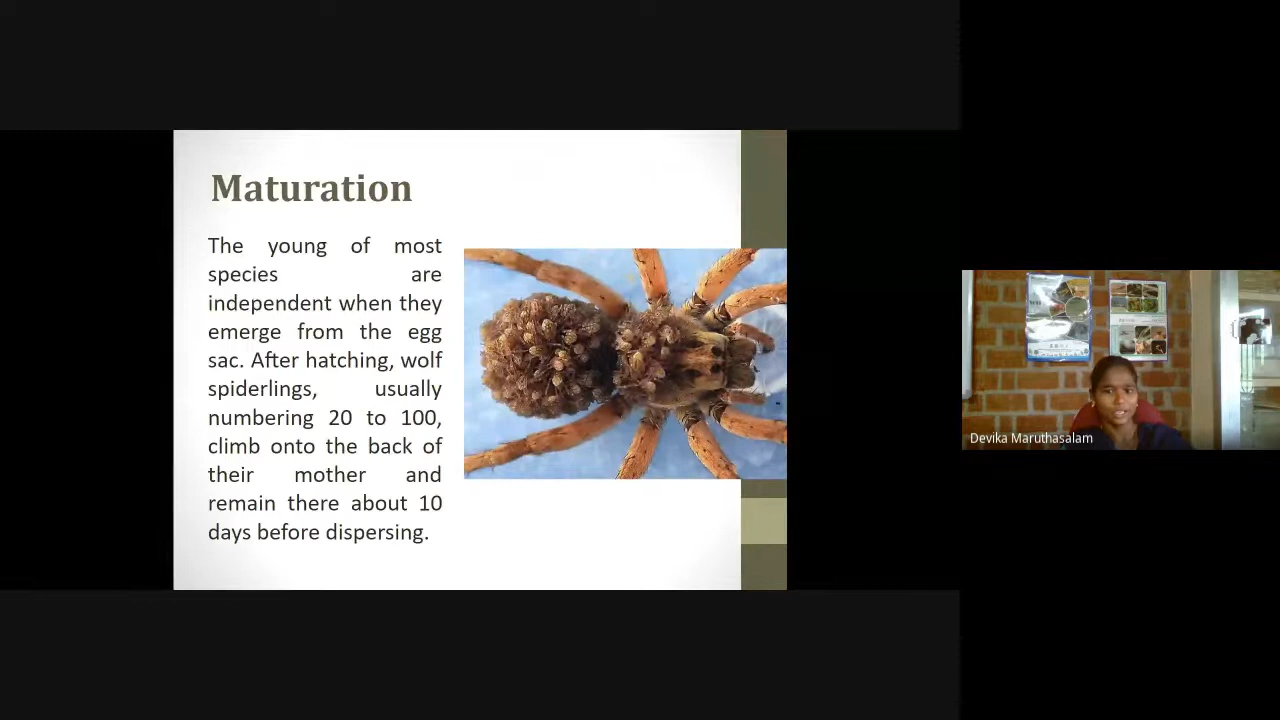 Maturation
The young of most
species are
independent when they
emerge from the egg
sac. After hatching, wolf
spiderlings, usually
numbering 20 to 100,
climb onto the back of
their mother and
remain there about 10
days before dispersing.
Devika Maruthasalam